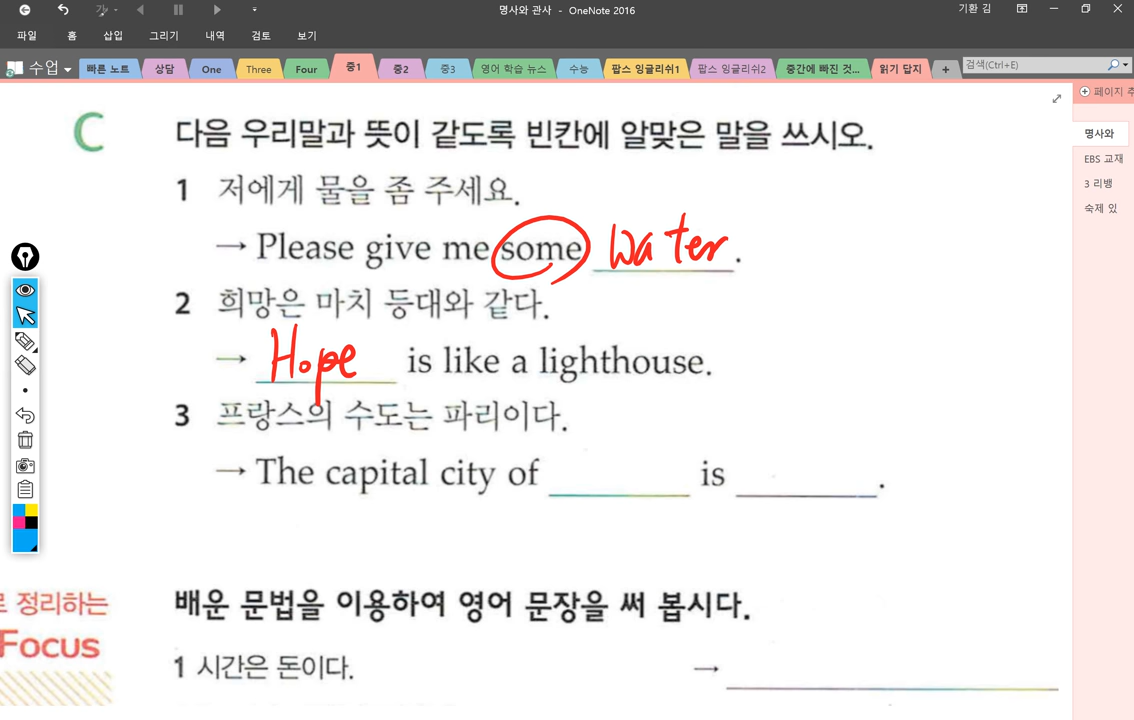 명사와 관사 - OneNote 2016
기환 김
파일 홈 삽입 그리기 내역 검토 보기
수업 빠른 노트 상담 One Three Four 중1 중2 중3 영어 학습 뉴스 수능 팝스 잉글리쉬1 팝스 잉글리쉬2 중간에 빠진 것... 읽기 답지 + 검색(Ctrl+E)
페이지 추
명사와
EBS 교재
3 리뱅
숙제 있
C 다음 우리말과 뜻이 같도록 빈칸에 알맞은 말을 쓰시오.
1 저에게 물을 좀 주세요.
→ Please give me some water.
2 희망은 마치 등대와 같다.
→ Hope is like a lighthouse.
3 프랑스의 수도는 파리이다.
→ The capital city of ______ is ______.
로 정리하는
Focus
배운 문법을 이용하여 영어 문장을 써 봅시다.
1 시간은 돈이다. →